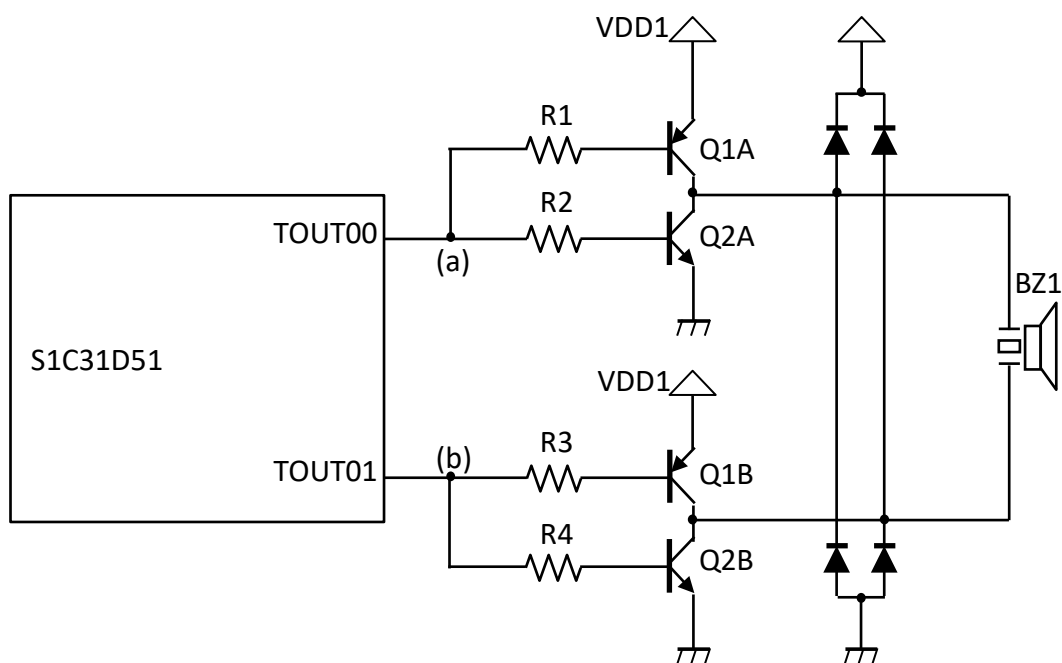 VDD1
R1
Q1A
R2
TOUT00
Q2A
(a)
BZ1
S1C31D51
VDD1
R3
(b)
TOUT01
Q1B
R4
Q2B